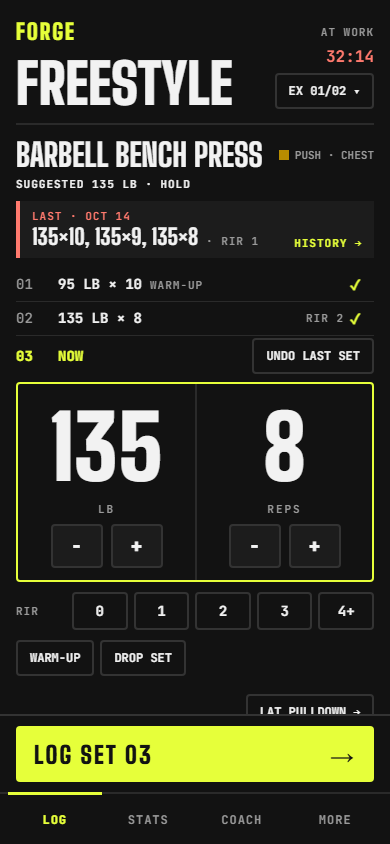 FORGE
AT WORK
FREESTYLE
32:14
EX 01/02 ▾
BARBELL BENCH PRESS
PUSH · CHEST
SUGGESTED 135 LB · HOLD
LAST · OCT 14
135×10, 135×9, 135×8 · RIR 1
HISTORY →
01 95 LB × 10 WARM-UP ✓
02 135 LB × 8 RIR 2 ✓
03 NOW UNDO LAST SET
135 8
LB REPS
- + - +
RIR 0 1 2 3 4+
WARM-UP DROP SET
LAT PULLDOWN →
LOG SET 03 →
LOG STATS COACH MORE